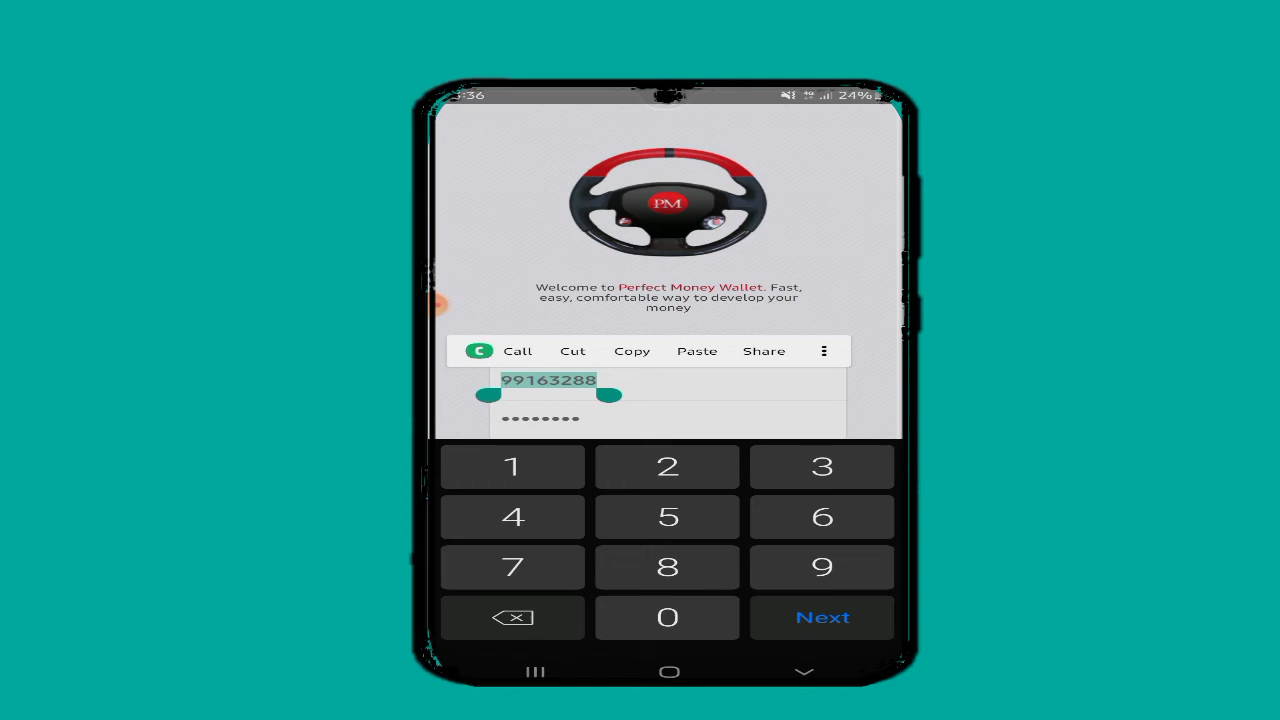 :36 4G 24%
PM
Welcome to Perfect Money Wallet. Fast,
easy, comfortable way to develop your
money
C Call Cut Copy Paste Share
99163288
••••••••
1 2 3
4 5 6
7 8 9
0 Next